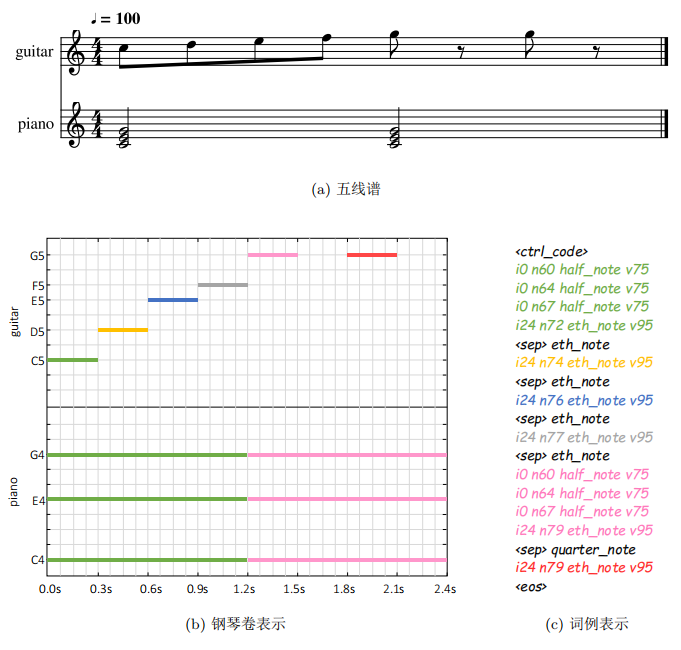 ♩ = 100
guitar
piano
(a) 五线谱
guitar
G5
F5
E5
D5
C5
piano
G4
E4
C4
0.0s 0.3s 0.6s 0.9s 1.2s 1.5s 1.8s 2.1s 2.4s
(b) 钢琴卷表示
<ctrl_code>
i0 n60 half_note v75
i0 n64 half_note v75
i0 n67 half_note v75
i24 n72 eth_note v95
<sep> eth_note
i24 n74 eth_note v95
<sep> eth_note
i24 n76 eth_note v95
<sep> eth_note
i24 n77 eth_note v95
<sep> eth_note
i0 n60 half_note v75
i0 n64 half_note v75
i0 n67 half_note v75
i24 n79 eth_note v95
<sep> quarter_note
i24 n79 eth_note v95
<eos>
(c) 词例表示